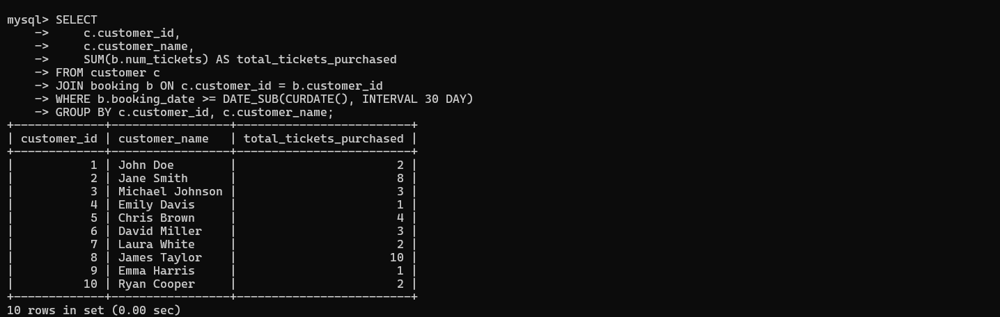 mysql> SELECT
    ->     c.customer_id,
    ->     c.customer_name,
    ->     SUM(b.num_tickets) AS total_tickets_purchased
    -> FROM customer c
    -> JOIN booking b ON c.customer_id = b.customer_id
    -> WHERE b.booking_date >= DATE_SUB(CURDATE(), INTERVAL 30 DAY)
    -> GROUP BY c.customer_id, c.customer_name;
+-------------+-----------------+-------------------------+
| customer_id | customer_name   | total_tickets_purchased |
+-------------+-----------------+-------------------------+
|           1 | John Doe        |                       2 |
|           2 | Jane Smith      |                       8 |
|           3 | Michael Johnson |                       3 |
|           4 | Emily Davis     |                       1 |
|           5 | Chris Brown     |                       4 |
|           6 | David Miller    |                       3 |
|           7 | Laura White     |                       2 |
|           8 | James Taylor    |                      10 |
|           9 | Emma Harris     |                       1 |
|          10 | Ryan Cooper     |                       2 |
+-------------+-----------------+-------------------------+
10 rows in set (0.00 sec)